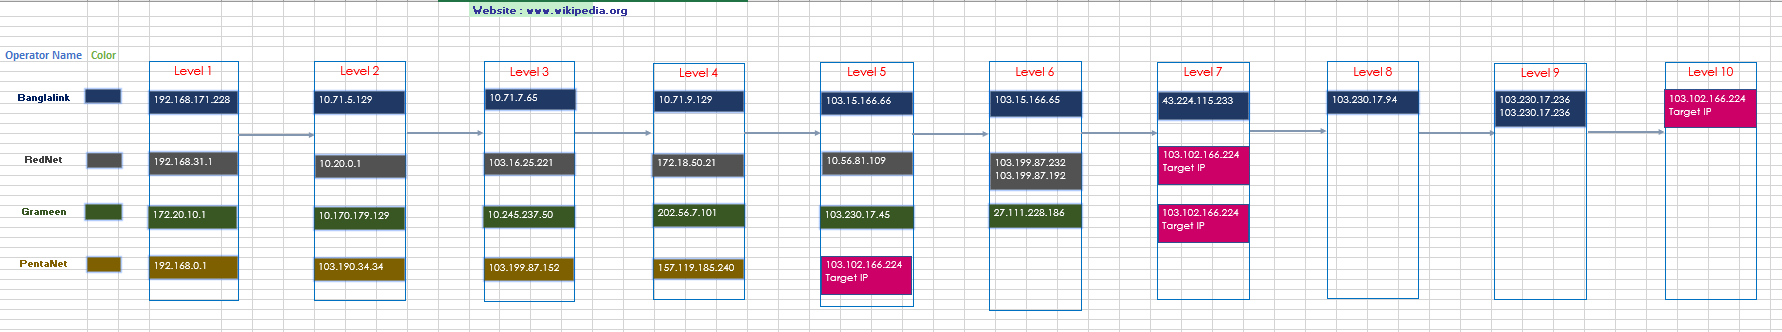 Website : www.wikipedia.org
Operator Name Color
Level 1 Level 2 Level 3 Level 4 Level 5 Level 6 Level 7 Level 8 Level 9 Level 10
Banglalink 192.168.171.228 10.71.5.129 10.71.7.65 10.71.9.129 103.15.166.66 103.15.166.65 43.224.115.233 103.230.17.94 103.230.17.236 103.102.166.224
103.230.17.236 Target IP
RedNet 192.168.31.1 10.20.0.1 103.16.25.221 172.18.50.21 10.56.81.109 103.199.87.232 103.102.166.224
103.199.87.192 Target IP
Grameen 172.20.10.1 10.170.179.129 10.245.237.50 202.56.7.101 103.230.17.45 27.111.228.186 103.102.166.224
Target IP
PentaNet 192.168.0.1 103.190.34.34 103.199.87.152 157.119.185.240 103.102.166.224
Target IP